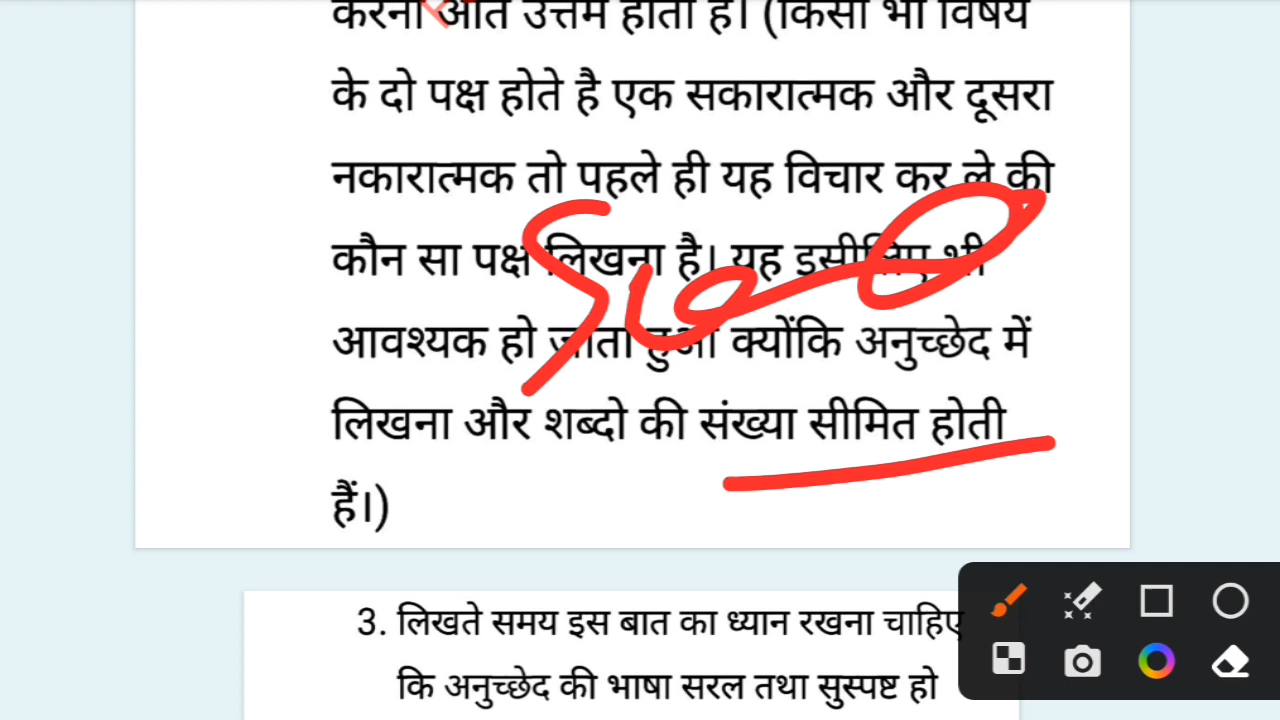 करना अति उत्तम होता है। (किसी भी विषय
के दो पक्ष होते है एक सकारात्मक और दूसरा
नकारात्मक तो पहले ही यह विचार कर ले की
कौन सा पक्ष लिखना है। यह इसीलिए भी
आवश्यक हो जाता हुआ क्योंकि अनुच्छेद में
लिखना और शब्दो की संख्या सीमित होती
हैं।)
3. लिखते समय इस बात का ध्यान रखना चाहिए
कि अनुच्छेद की भाषा सरल तथा सुस्पष्ट हो